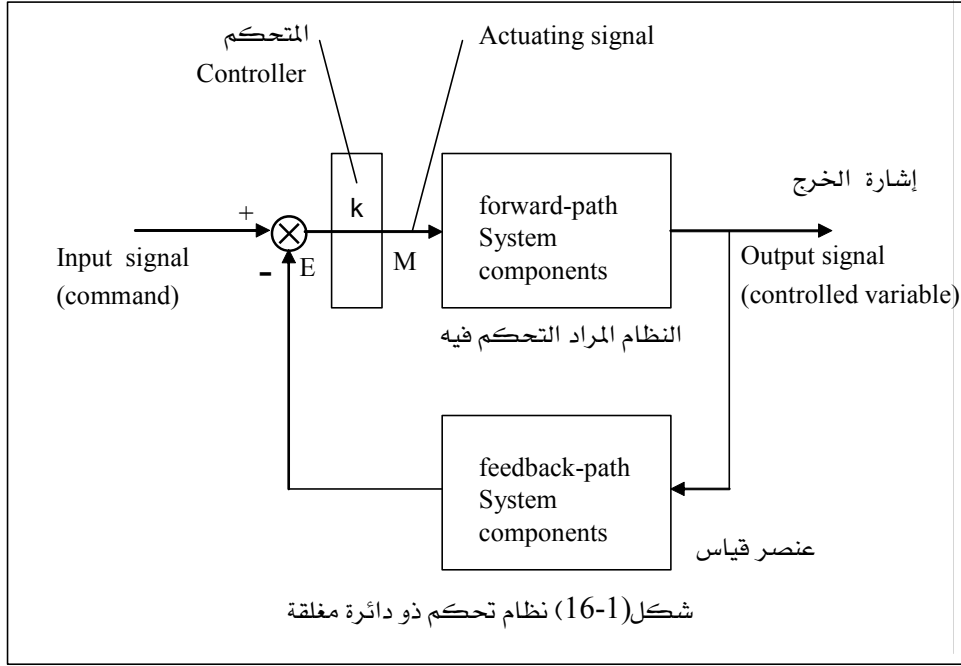 المتحكم
Controller
Actuating signal
k
forward-path
System
components
إشارة الخرج
+
Input signal
(command)
-
E
M
Output signal
(controlled variable)
النظام المراد التحكم فيه
feedback-path
System
components
عنصر قياس
شكل(1-16) نظام تحكم ذو دائرة مغلقة